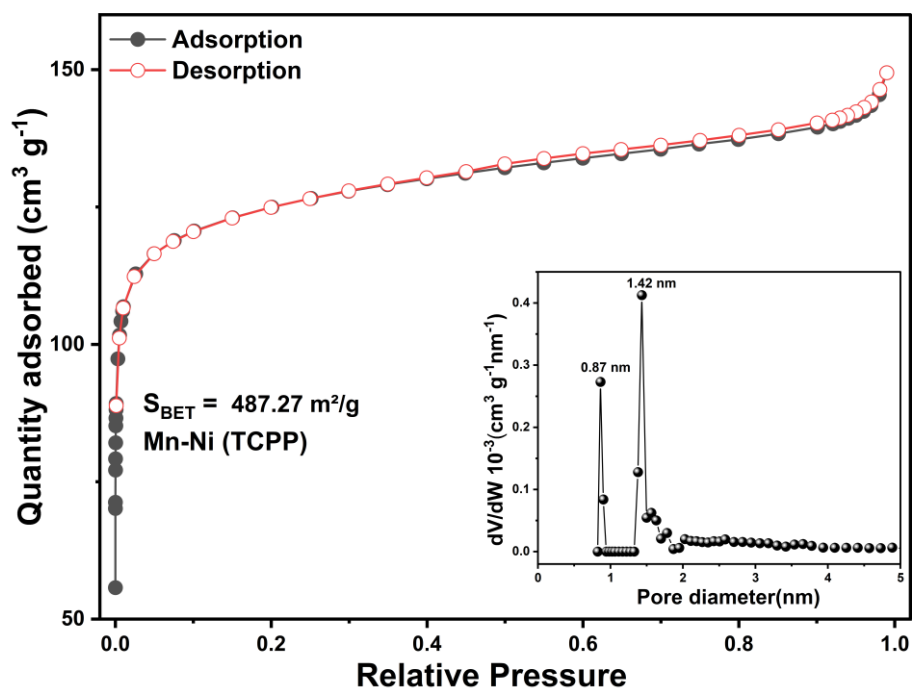 Adsorption
Desorption
Quantity adsorbed (cm³ g⁻¹)
150
100
50
S_BET = 487.27 m²/g
Mn-Ni (TCPP)
0.0 0.2 0.4 0.6 0.8 1.0
Relative Pressure
1.42 nm
0.87 nm
dV/dW 10⁻³(cm³ g⁻¹nm⁻¹)
0.4
0.3
0.2
0.1
0.0
0 1 2 3 4 5
Pore diameter(nm)